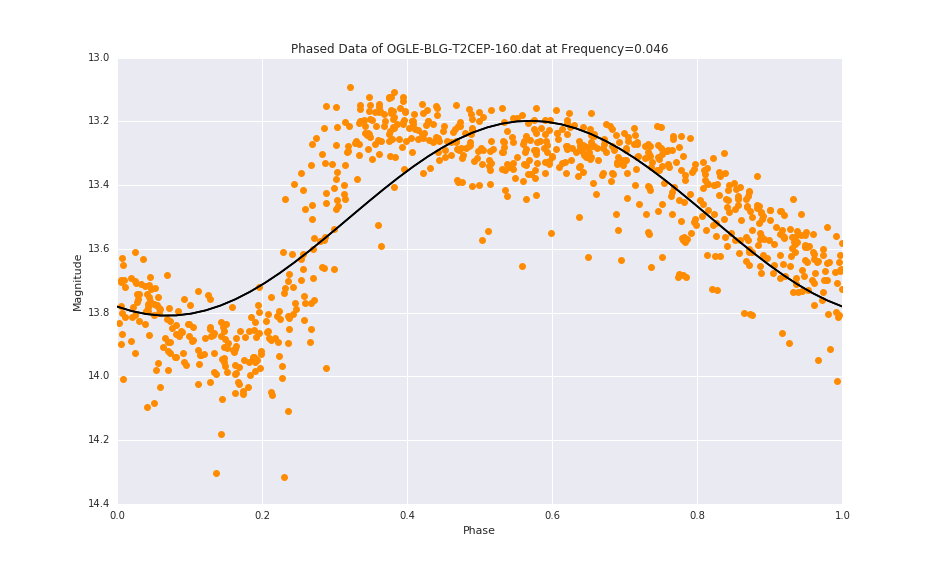 Phased Data of OGLE-BLG-T2CEP-160.dat at Frequency=0.046
13.0
13.2
13.4
13.6
13.8
14.0
14.2
14.4
Magnitude
0.0 0.2 0.4 0.6 0.8 1.0
Phase